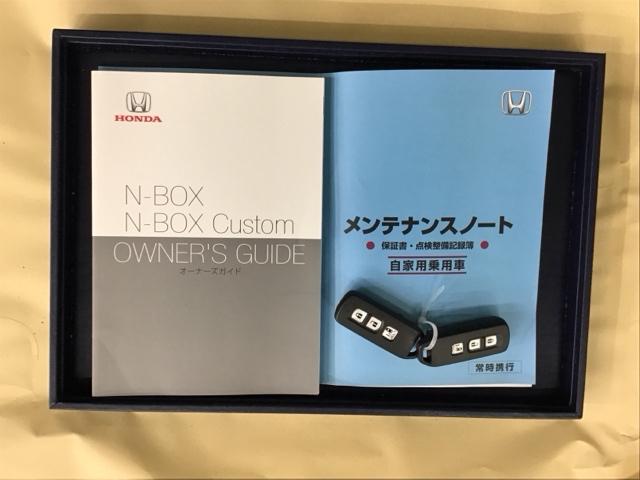 HONDA
N-BOX
N-BOX Custom
OWNER'S GUIDE
オーナーズガイド
メンテナンスノート
● 保証書・点検整備記録簿 ●
自家用乗用車
常時携行